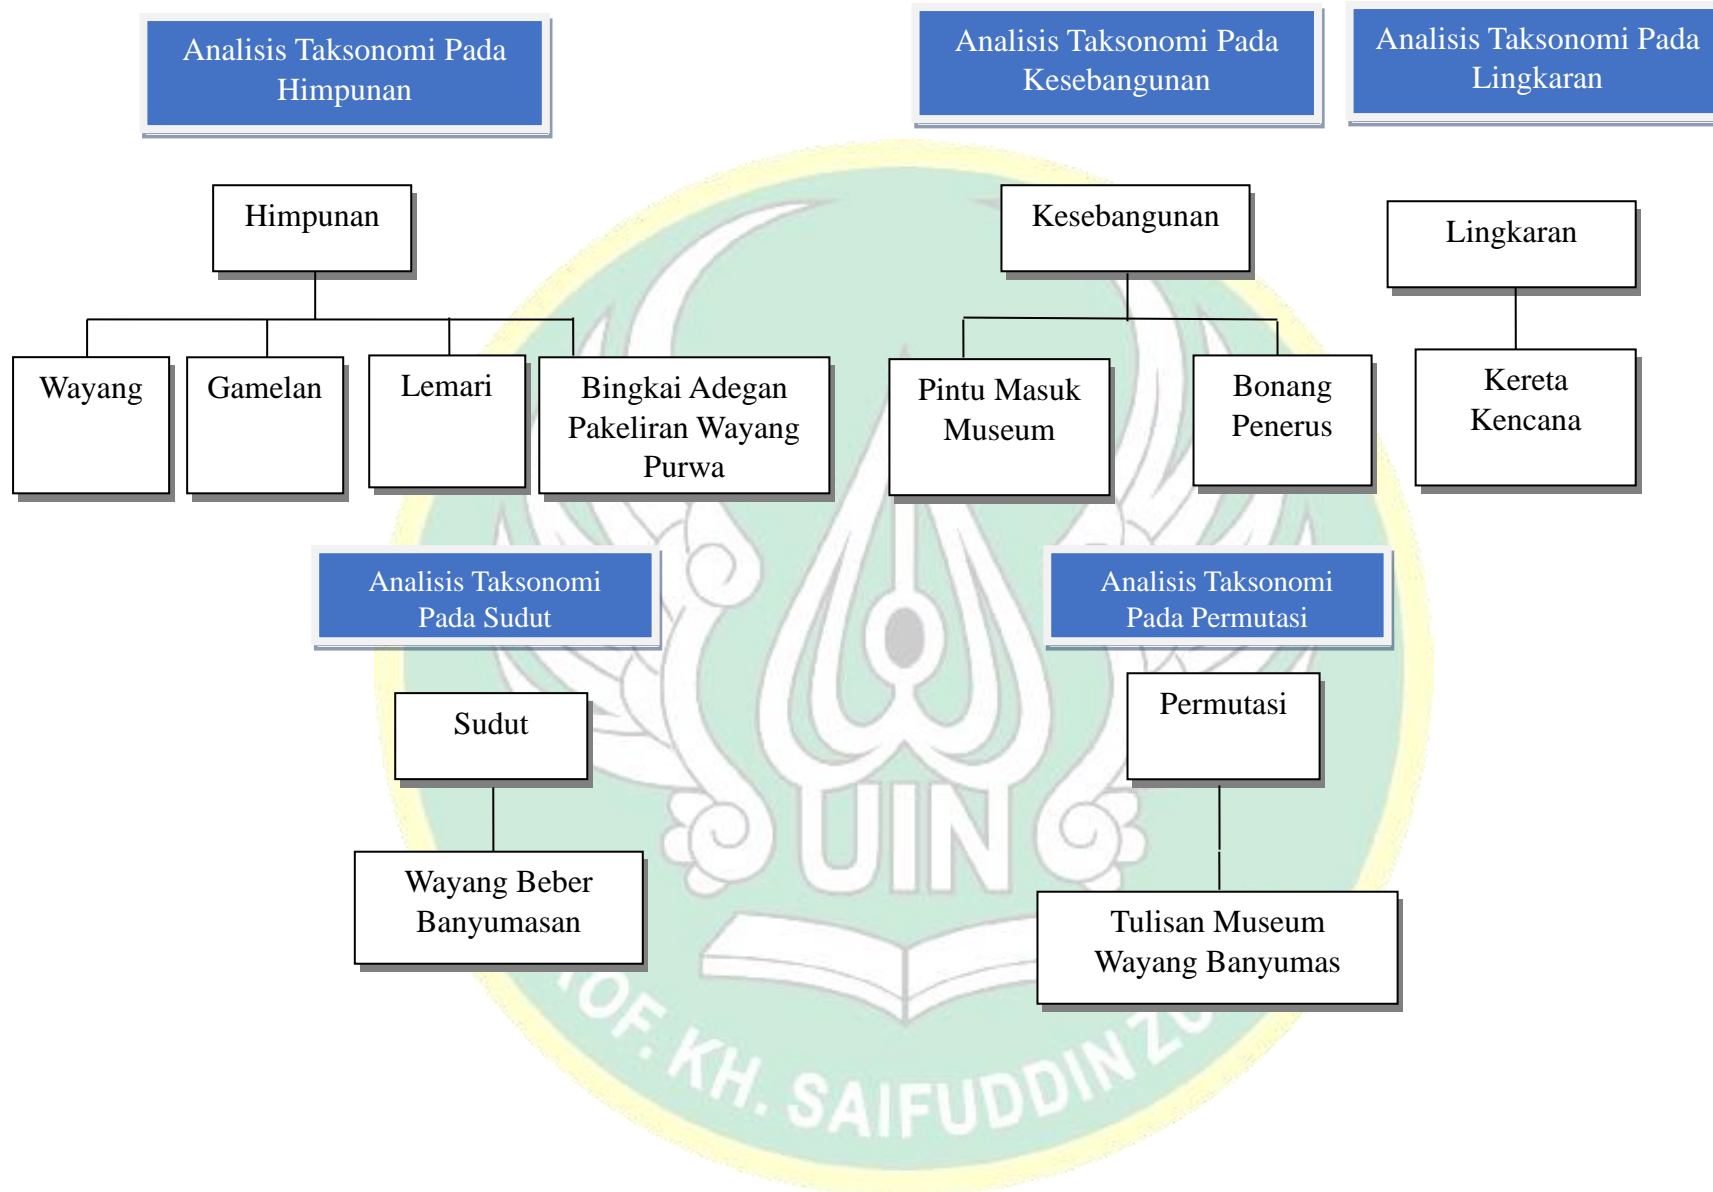 Analisis Taksonomi Pada
Himpunan
Analisis Taksonomi Pada
Kesebangunan
Analisis Taksonomi Pada
Lingkaran
Himpunan
Kesebangunan
Lingkaran
Wayang
Gamelan
Lemari
Bingkai Adegan
Pakeliran Wayang
Purwa
Pintu Masuk
Museum
Bonang
Penerus
Kereta
Kencana
Analisis Taksonomi
Pada Sudut
Analisis Taksonomi
Pada Permutasi
Sudut
Permutasi
Wayang Beber
Banyumasan
Tulisan Museum
Wayang Banyumas
UIN
KH. SAIFUDDIN